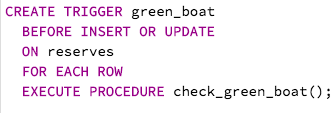 CREATE TRIGGER green_boat
BEFORE INSERT OR UPDATE
ON reserves
FOR EACH ROW
EXECUTE PROCEDURE check_green_boat();